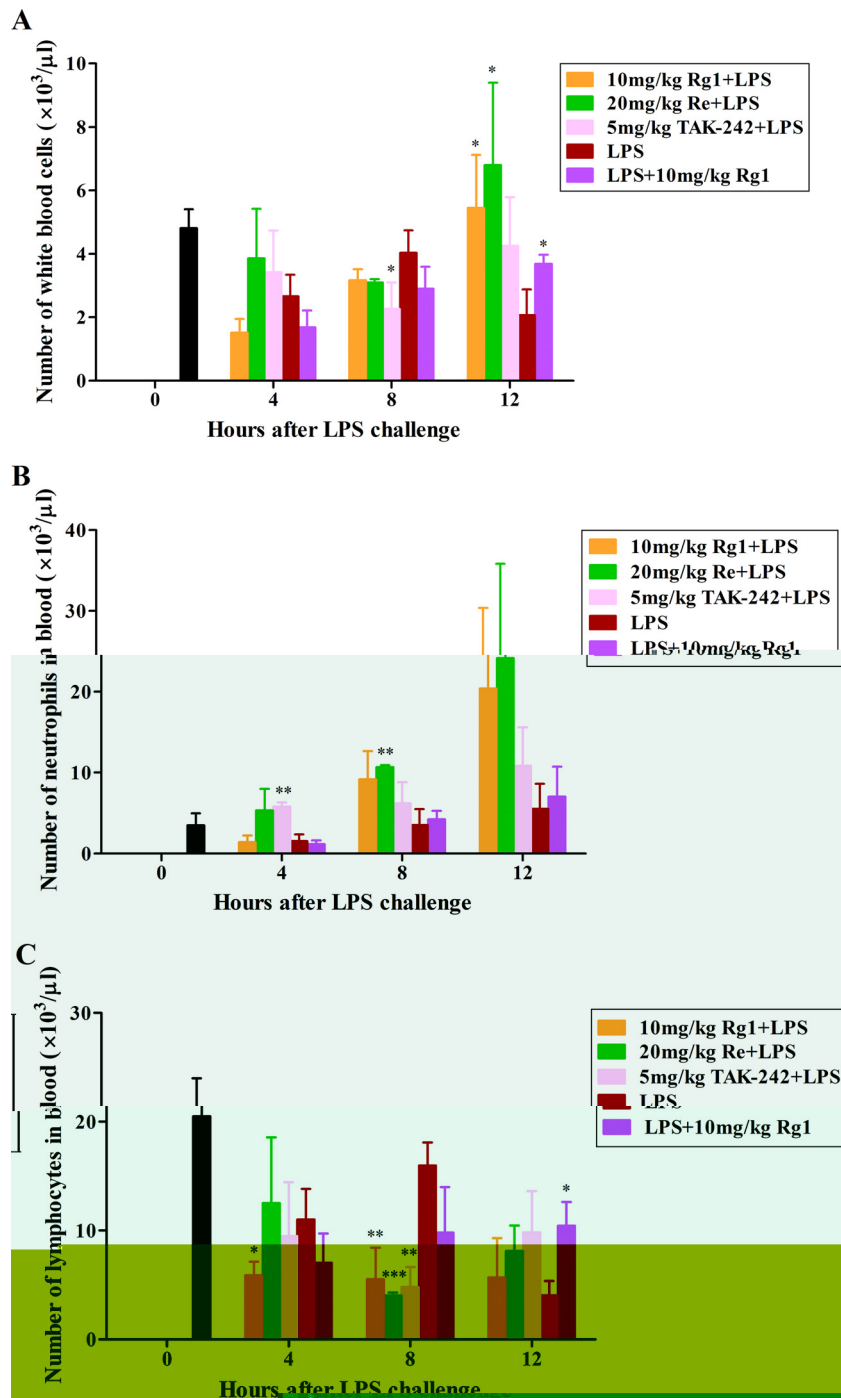 A
Number of white blood cells (×10³/μl)
10
8
6
4
2
0
*
*
*
*
0
4
8
12
Hours after LPS challenge
10mg/kg Rg1+LPS
20mg/kg Re+LPS
5mg/kg TAK-242+LPS
LPS
LPS+10mg/kg Rg1
B
Number of neutrophils in blood (×10³/μl)
40
30
20
10
0
**
**
0
4
8
12
Hours after LPS challenge
10mg/kg Rg1+LPS
20mg/kg Re+LPS
5mg/kg TAK-242+LPS
LPS
LPS+10mg/kg Rg1
C
Number of lymphocytes in blood (×10³/μl)
30
20
10
0
*
**
***
**
*
0
4
8
12
Hours after LPS challenge
10mg/kg Rg1+LPS
20mg/kg Re+LPS
5mg/kg TAK-242+LPS
LPS
LPS+10mg/kg Rg1